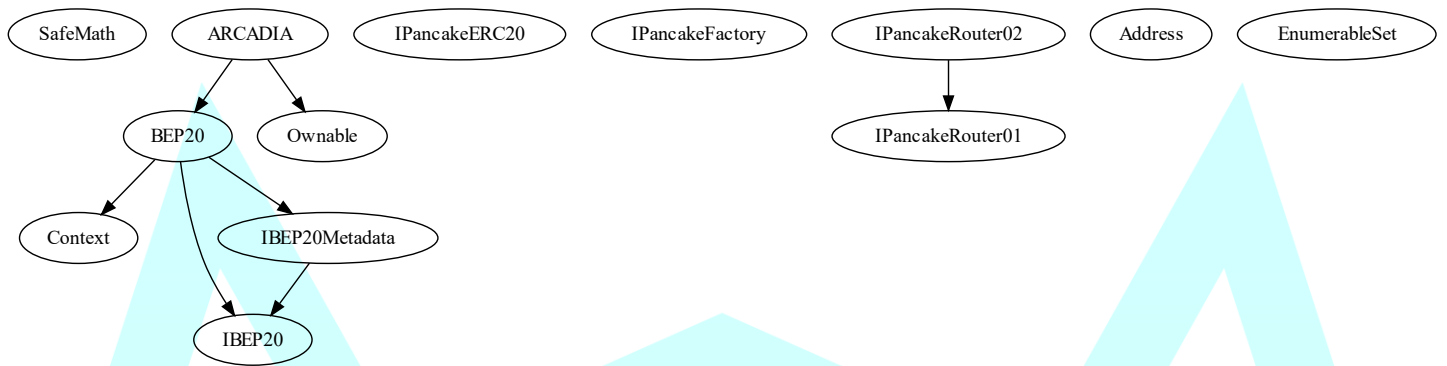 SafeMath ARCADIA IPancakeERC20 IPancakeFactory IPancakeRouter02 Address EnumerableSet
BEP20 Ownable IPancakeRouter01
Context IBEP20Metadata
IBEP20